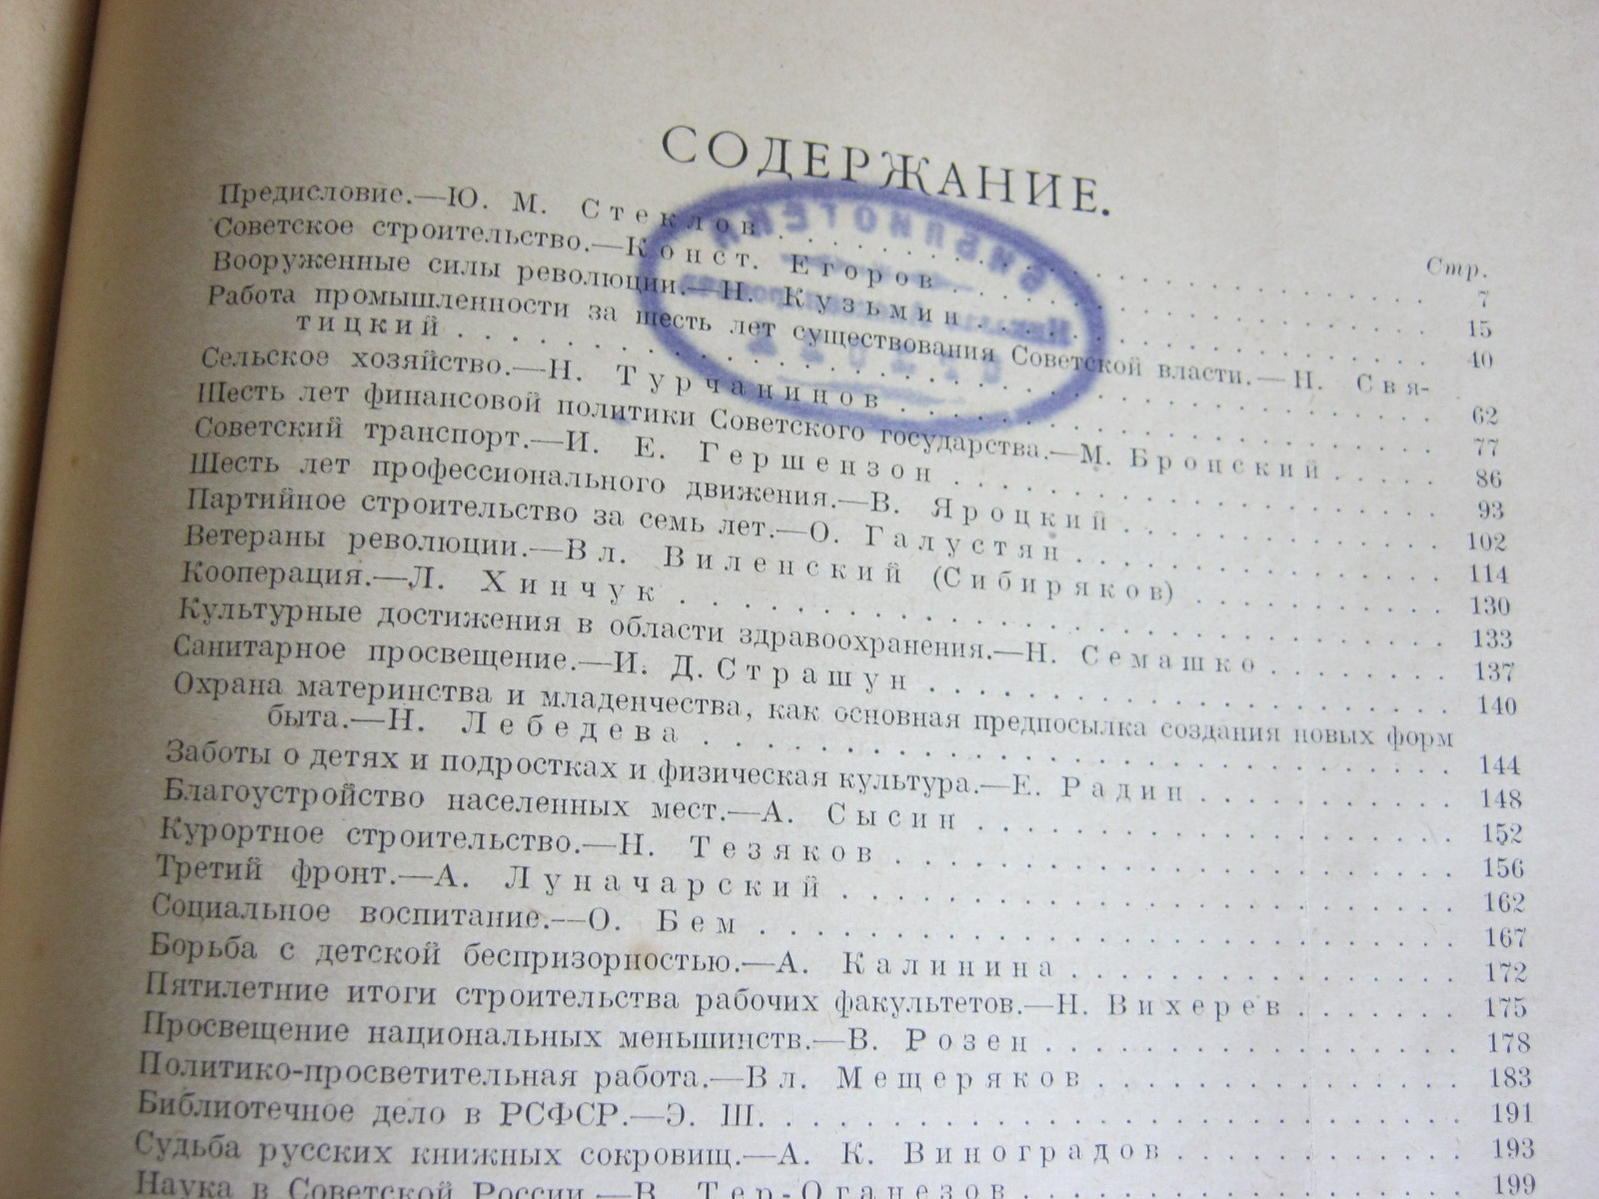 СОДЕРЖАНИЕ.
Стр.
Предисловие.—Ю. М. Стеклов . . . . . 7
Советское строительство.—Конст. Егоров . . . . . 15
Вооруженные силы революции.—Н. Кузьмин . . . . . 40
Работа промышленности за шесть лет существования Советской власти.—Н. Свя-
тицкий . . . . . 62
Сельское хозяйство.—Н. Турчанинов . . . . . 77
Шесть лет финансовой политики Советского государства.—М. Бронский . . . . . 86
Советский транспорт.—И. Е. Гершензон . . . . . 93
Шесть лет профессионального движения.—В. Яроцкий . . . . . 102
Партийное строительство за семь лет.—О. Галустян . . . . . 114
Ветераны революции.—Вл. Виленский (Сибиряков) . . . . . 130
Кооперация.—Л. Хинчук . . . . . 133
Культурные достижения в области здравоохранения.—Н. Семашко . . . . . 137
Санитарное просвещение.—И. Д. Страшун . . . . . 140
Охрана материнства и младенчества, как основная предпосылка создания новых форм
быта.—Н. Лебедева . . . . . 144
Заботы о детях и подростках и физическая культура.—Е. Радин . . . . . 148
Благоустройство населенных мест.—А. Сысин . . . . . 152
Курортное строительство.—Н. Тезяков . . . . . 156
Третий фронт.—А. Луначарский . . . . . 162
Социальное воспитание.—О. Бем . . . . . 167
Борьба с детской беспризорностью.—А. Калинина . . . . . 172
Пятилетние итоги строительства рабочих факультетов.—Н. Вихерев . . . . . 175
Просвещение национальных меньшинств.—В. Розен . . . . . 178
Политико-просветительная работа.—Вл. Мещеряков . . . . . 183
Библиотечное дело в РСФСР.—Э. Ш. . . . . . 191
Судьба русских книжных сокровищ.—А. К. Виноградов . . . . . 193
Наука в Советской России.—В. Тер-Оганезов . . . . . 199